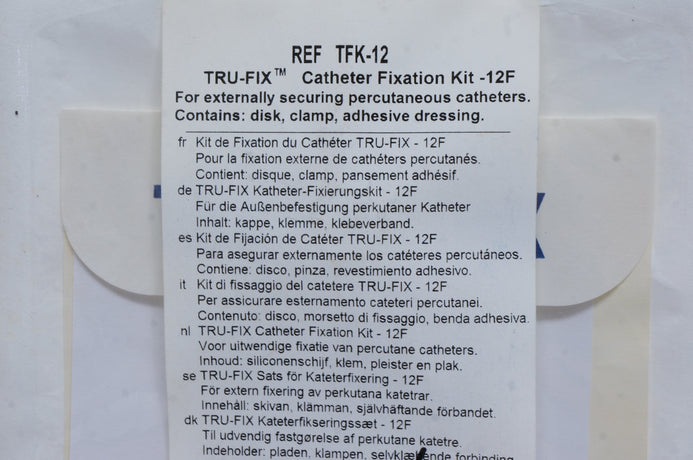 REF TFK-12
TRU-FIX™ Catheter Fixation Kit -12F
For externally securing percutaneous catheters.
Contains: disk, clamp, adhesive dressing.
fr Kit de Fixation du Cathéter TRU-FIX - 12F
Pour la fixation externe de cathéters percutanés.
Contient: disque, clamp, pansement adhésif.
de TRU-FIX Katheter-Fixierungskit - 12F
Für die Außenbefestigung perkutaner Katheter
Inhalt: kappe, klemme, klebeverband.
es Kit de Fijación de Catéter TRU-FIX - 12F
Para asegurar externamente los catéteres percutáneos.
Contiene: disco, pinza, revestimiento adhesivo.
it Kit di fissaggio del catetere TRU-FIX - 12F
Per assicurare esternamento cateteri percutanei.
Contenuto: disco, morsetto di fissaggio, benda adhesiva.
nl TRU-FIX Catheter Fixation Kit - 12F
Voor uitwendige fixatie van percutane catheters.
Inhoud: siliconenschijf, klem, pleister en plak.
se TRU-FIX Sats för Kateterfixering - 12F
För extern fixering av perkutana katetrar.
Innehåll: skivan, klämman, självhäftande förbandet.
dk TRU-FIX Kateterfikseringssæt - 12F
Til udvendig fastgørelse af perkutane katetre.
Indeholder: pladen, klampen, forbinding